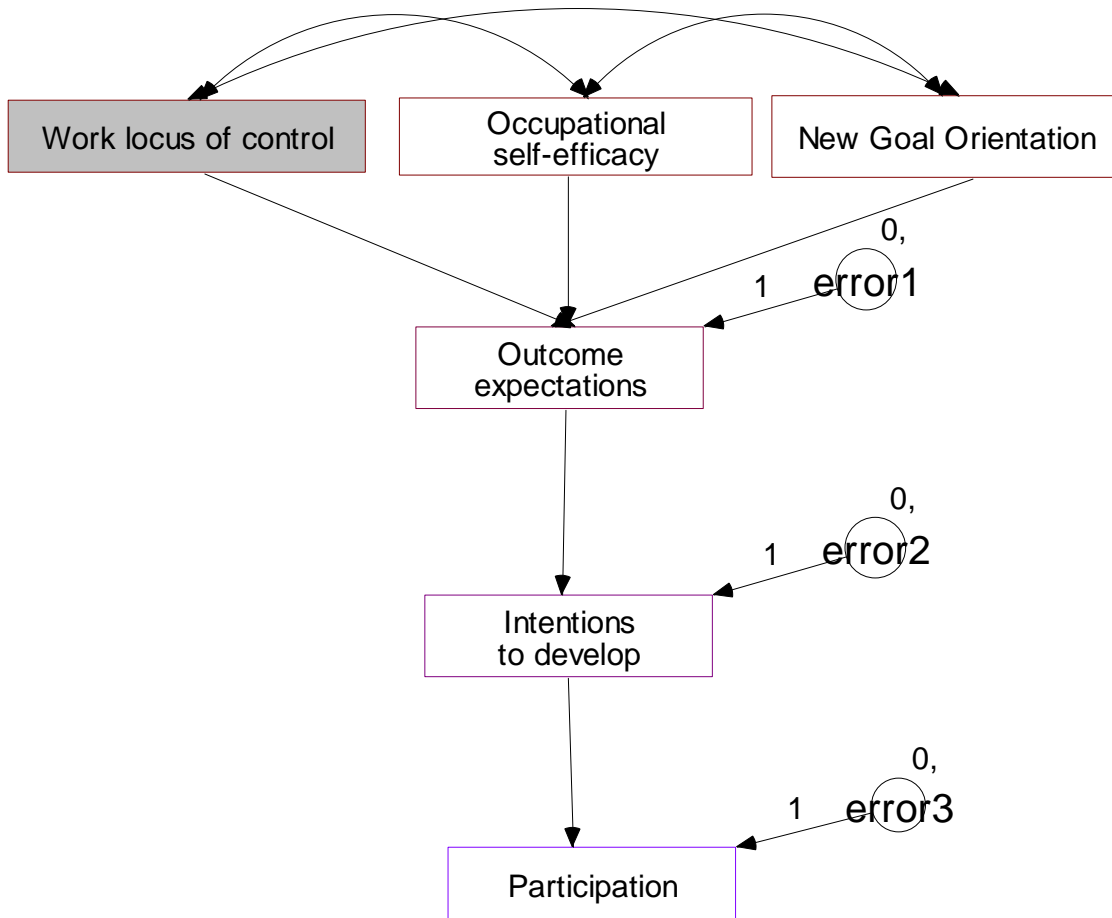 Work locus of control
Occupational
self-efficacy
New Goal Orientation
0,
error1
1
Outcome
expectations
0,
error2
1
Intentions
to develop
0,
error3
1
Participation